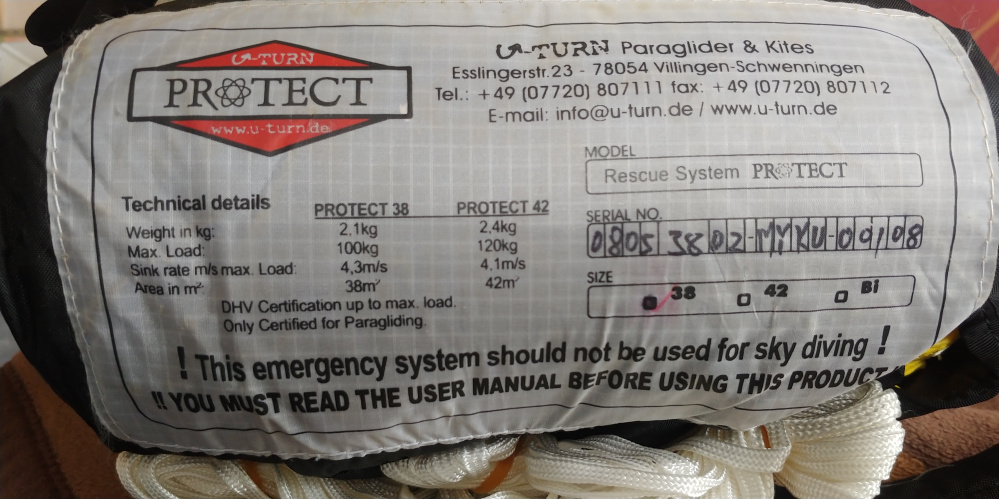 U-TURN
PROTECT
www.u-turn.de
U-TURN Paraglider & Kites
Esslingerstr.23 - 78054 Villingen-Schwenningen
Tel.: +49 (07720) 807111 fax: +49 (07720) 807112
E-mail: info@u-turn.de / www.u-turn.de
MODEL
Rescue System PROTECT
SERIAL NO.
0805 3802-MYKU-09/08
SIZE
38 42 Bi
Technical details PROTECT 38 PROTECT 42
Weight in kg: 2,1kg 2,4kg
Max. Load: 100kg 120kg
Sink rate m/s max. Load: 4,3m/s 4,1m/s
Area in m²: 38m² 42m²
DHV Certification up to max. load.
Only Certified for Paragliding.
! This emergency system should not be used for sky diving !
!! YOU MUST READ THE USER MANUAL BEFORE USING THIS PRODUCT !!